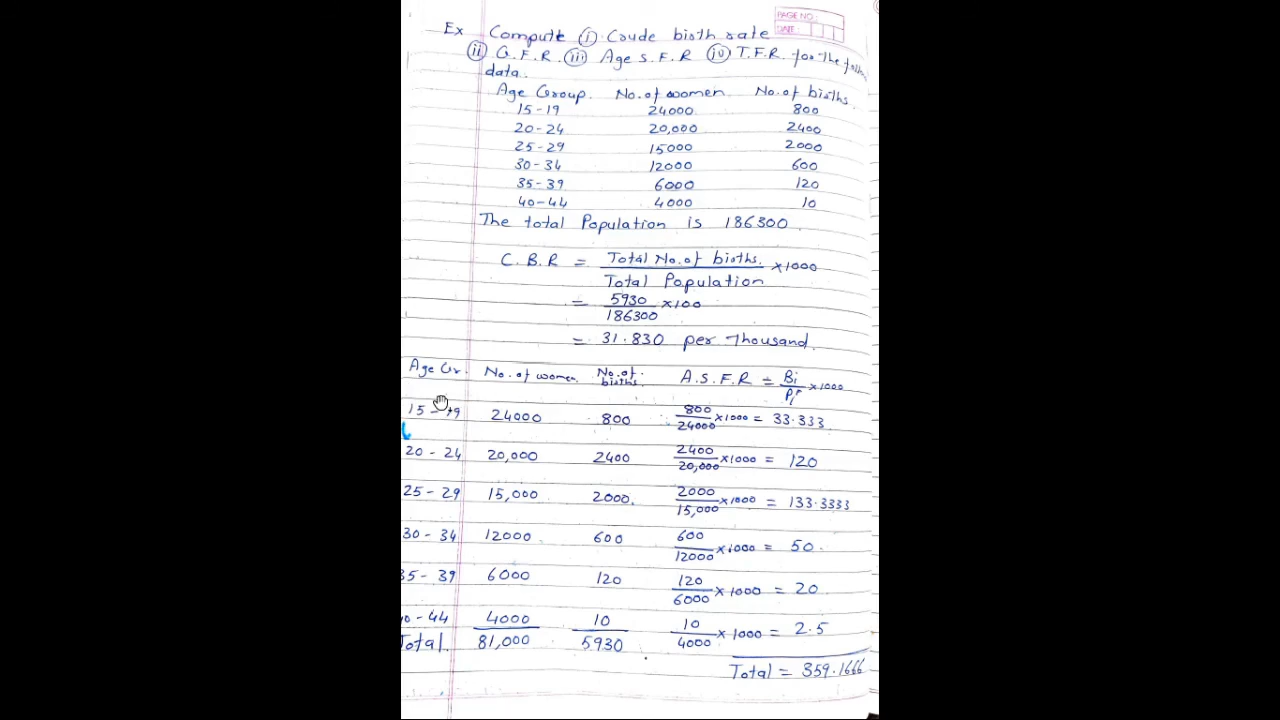 PAGE NO :
DATE :
Ex Compute (i) Crude birth rate
(ii) G.F.R. (iii) Age S.F.R (iv) T.F.R. for the
data.
Age Group. No. of women. No. of births.
15-19 24000 800
20-24 20,000 2400
25-29 15000 2000
30-34 12000 600
35-39 6000 120
40-44 4000 10
The total Population is 186300
C.B.R = Total No. of births. ×1000
Total Population
= 5930 ×100
186300
= 31.830 per thousand.
Age Gr. No. of women No. of births. A.S.F.R = Bi ×1000
Pi
15-19 24000 800 800/24000 ×1000 = 33.333
20-24 20,000 2400 2400/20,000 ×1000 = 120
25-29 15,000 2000. 2000/15,000 ×1000 = 133.3333
30-34 12000 600 600/12000 ×1000 = 50.
35-39 6000 120 120/6000 ×1000 = 20
-44 4000 10 10/4000 ×1000 = 2.5
Total. 81,000 5930
Total = 359.1666